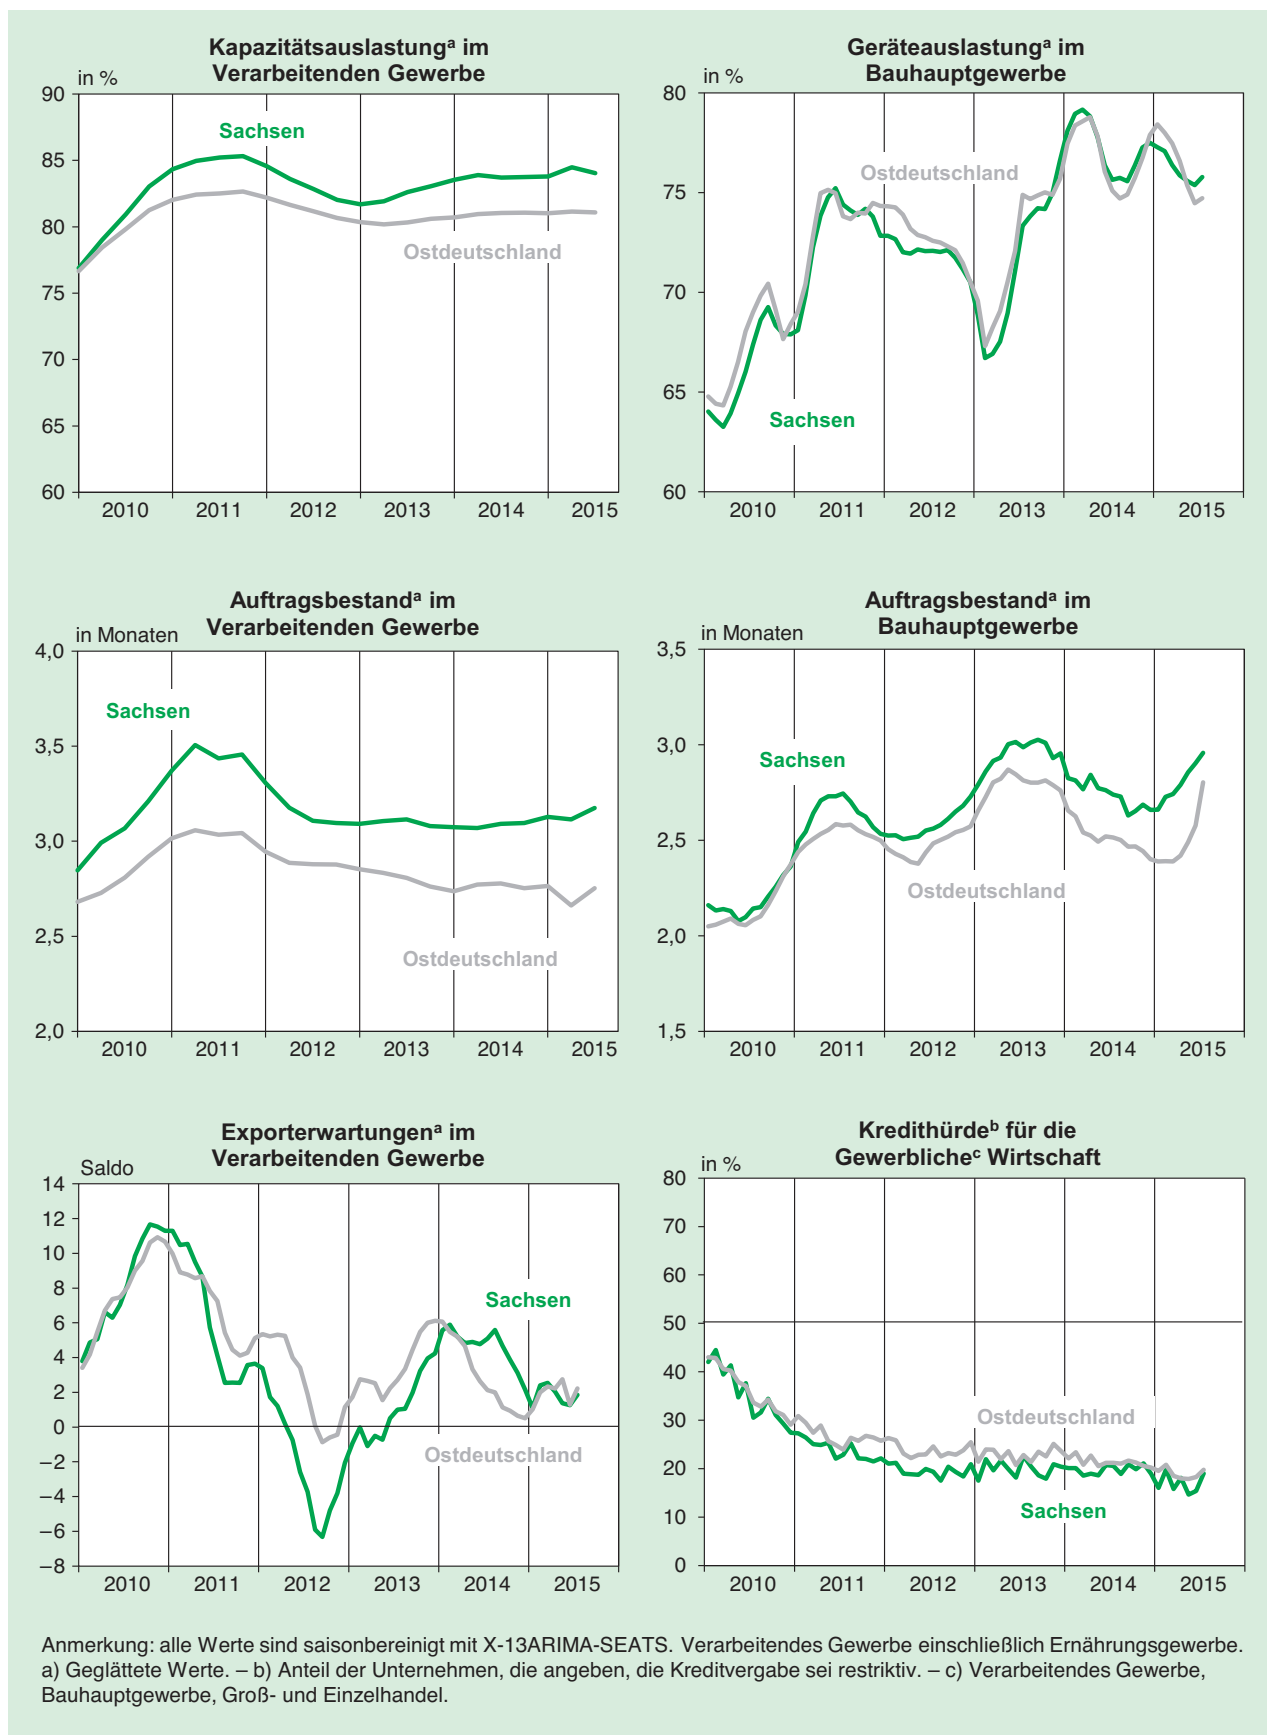 Kapazitätsauslastungᵃ im
Verarbeitenden Gewerbe
in %
90
85
80
75
70
65
60
Sachsen
Ostdeutschland
2010 2011 2012 2013 2014 2015
Geräteauslastungᵃ im
Bauhauptgewerbe
in %
80
75
70
65
60
Ostdeutschland
Sachsen
2010 2011 2012 2013 2014 2015
Auftragsbestandᵃ im
Verarbeitenden Gewerbe
in Monaten
4,0
3,5
3,0
2,5
2,0
Sachsen
Ostdeutschland
2010 2011 2012 2013 2014 2015
Auftragsbestandᵃ im
Bauhauptgewerbe
in Monaten
3,5
3,0
2,5
2,0
1,5
Sachsen
Ostdeutschland
2010 2011 2012 2013 2014 2015
Exporterwartungenᵃ im
Verarbeitenden Gewerbe
Saldo
14
12
10
8
6
4
2
0
−2
−4
−6
−8
Sachsen
Ostdeutschland
2010 2011 2012 2013 2014 2015
Kredithürdeᵇ für die
Gewerblicheᶜ Wirtschaft
in %
80
70
60
50
40
30
20
10
0
Ostdeutschland
Sachsen
2010 2011 2012 2013 2014 2015
Anmerkung: alle Werte sind saisonbereinigt mit X-13ARIMA-SEATS. Verarbeitendes Gewerbe einschließlich Ernährungsgewerbe.
a) Geglättete Werte. – b) Anteil der Unternehmen, die angeben, die Kreditvergabe sei restriktiv. – c) Verarbeitendes Gewerbe,
Bauhauptgewerbe, Groß- und Einzelhandel.